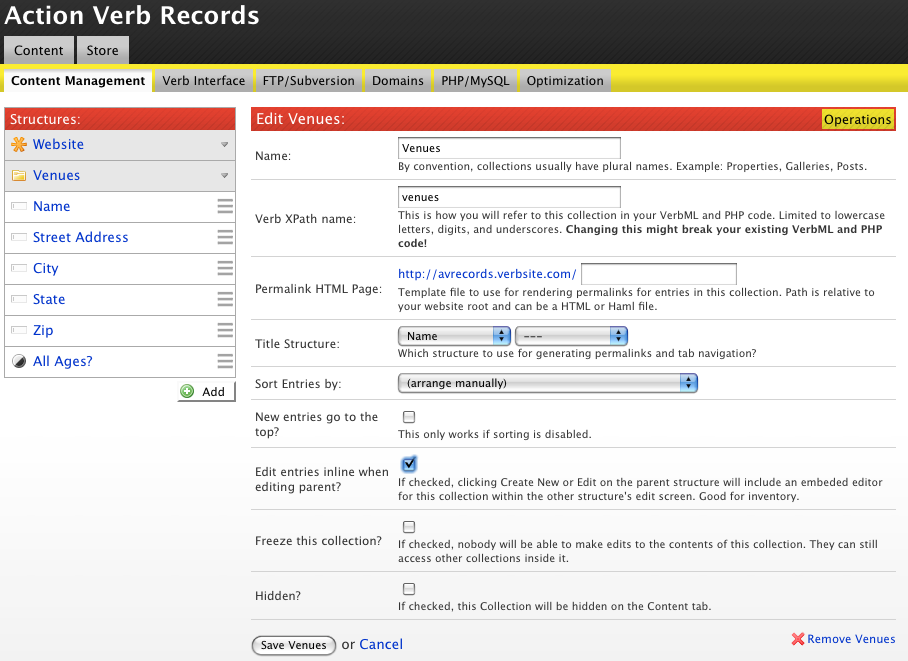 Action Verb Records
Content Store
Content Management Verb Interface FTP/Subversion Domains PHP/MySQL Optimization
Structures:
Website
Venues
Name
Street Address
City
State
Zip
All Ages?
Add
Edit Venues: Operations
Name: Venues
By convention, collections usually have plural names. Example: Properties, Galleries, Posts.
Verb XPath name: venues
This is how you will refer to this collection in your VerbML and PHP code. Limited to lowercase
letters, digits, and underscores. Changing this might break your existing VerbML and PHP
code!
Permalink HTML Page: http://avrecords.verbsite.com/
Template file to use for rendering permalinks for entries in this collection. Path is relative to
your website root and can be a HTML or Haml file.
Title Structure: Name ---
Which structure to use for generating permalinks and tab navigation?
Sort Entries by: (arrange manually)
New entries go to the
top?
This only works if sorting is disabled.
Edit entries inline when
editing parent?
If checked, clicking Create New or Edit on the parent structure will include an embeded editor
for this collection within the other structure's edit screen. Good for inventory.
Freeze this collection?
If checked, nobody will be able to make edits to the contents of this collection. They can still
access other collections inside it.
Hidden?
If checked, this Collection will be hidden on the Content tab.
Save Venues or Cancel
Remove Venues